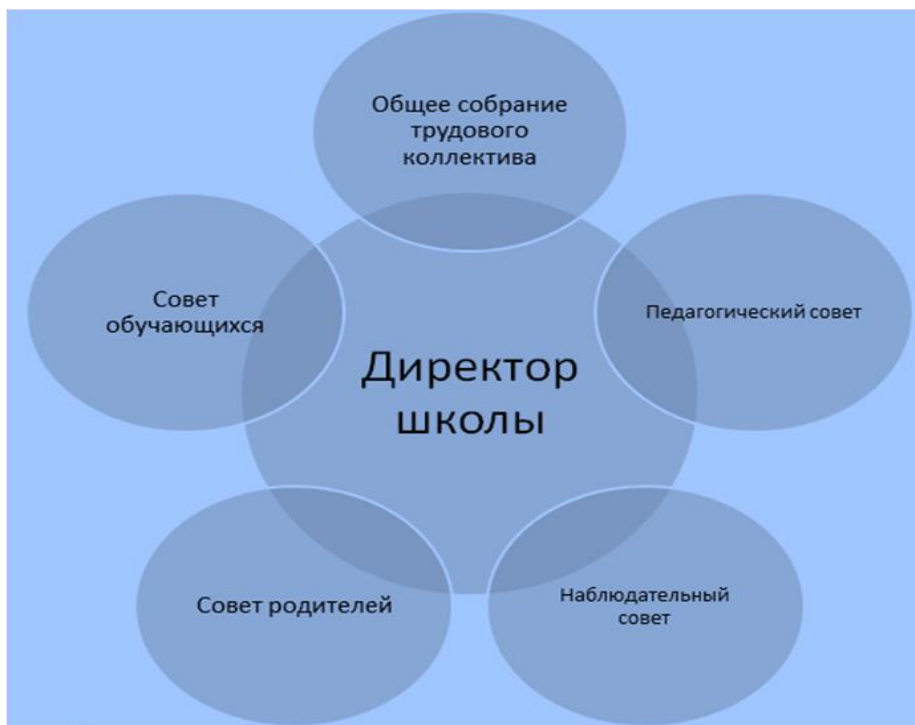 Общее собрание
трудового
коллектива
Совет
обучающихся
Педагогический совет
Директор
школы
Совет родителей
Наблюдательный
совет